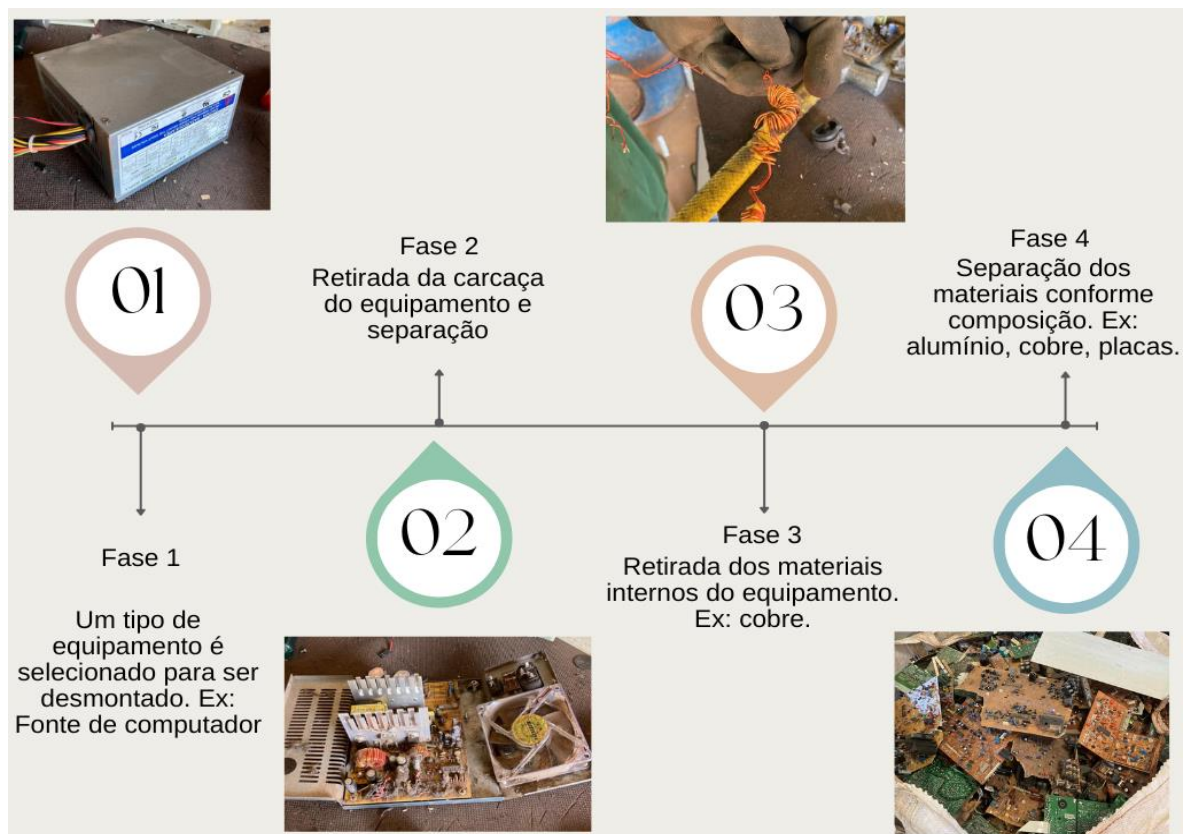 01
Fase 1
Um tipo de
equipamento é
selecionado para ser
desmontado. Ex:
Fonte de computador
Fase 2
Retirada da carcaça
do equipamento e
separação
02
03
Fase 3
Retirada dos materiais
internos do equipamento.
Ex: cobre.
Fase 4
Separação dos
materiais conforme
composição. Ex:
alumínio, cobre, placas.
04